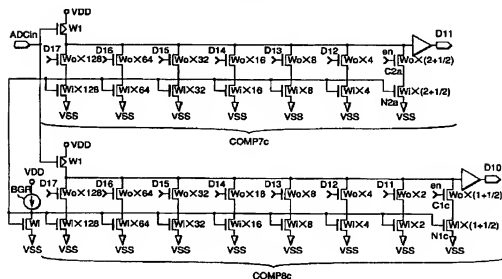 VDD
ADCin W1 D11
D17 D16 D15 D14 D13 D12 en
Wo×128 Wo×64 Wo×32 Wo×16 Wo×8 Wo×4 C2a Wo×(2+1/2)
Wi×128 Wi×64 Wi×32 Wi×16 Wi×8 Wi×4 Wi×(2+1/2)
N2a
VSS VSS VSS VSS VSS VSS VSS
COMP7c
VDD
W1 D10
VDD D17 D16 D15 D14 D13 D12 D11 en
BGR Wo×128 Wo×64 Wo×32 Wo×16 Wo×8 Wo×4 Wo×2 Wo×(1+1/2)
C1c
Wi Wi×128 Wi×64 Wi×32 Wi×16 Wi×8 Wi×4 Wi×2 Wi×(1+1/2)
N1c
VSS VSS VSS VSS VSS VSS VSS VSS VSS
COMP8c